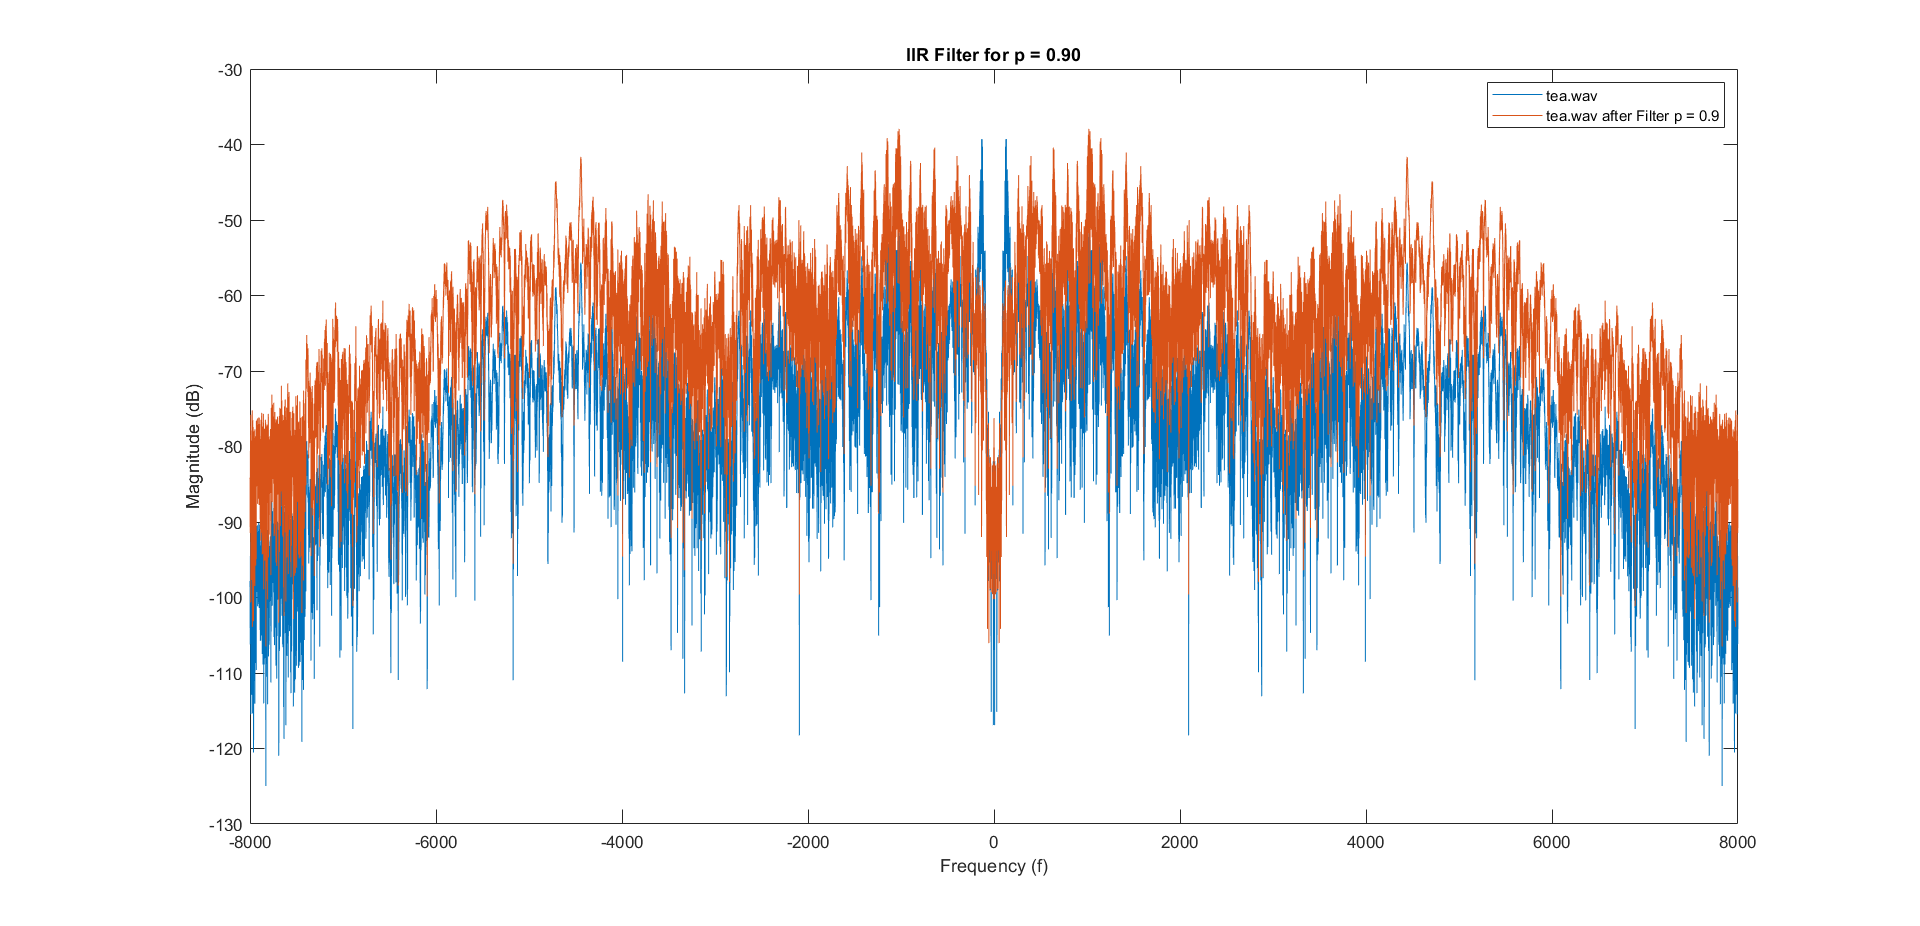 IIR Filter for p = 0.90
tea.wav
tea.wav after Filter p = 0.9
-30
-40
-50
-60
-70
-80
-90
-100
-110
-120
-130
Magnitude (dB)
-8000 -6000 -4000 -2000 0 2000 4000 6000 8000
Frequency (f)